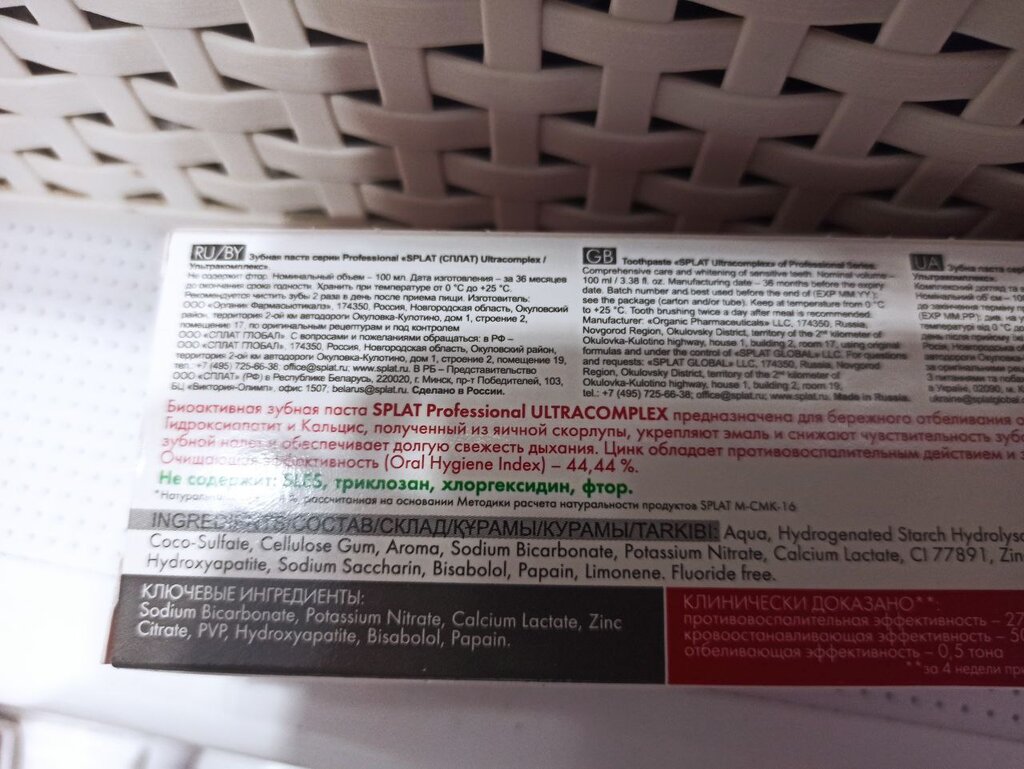 RU/BY Зубная паста серии Professional «SPLAT (СПЛАТ) Ultracomplex /
Ультракомплекс»
Не содержит фтор. Номинальный объем – 100 мл. Дата изготовления – за 36 месяцев
до окончания срока годности. Хранить при температуре от 0 °C до +25 °C.
Рекомендуется чистить зубы 2 раза в день после приема пищи. Изготовитель:
ООО «Органик Фармасьютикалз», 174350, Россия, Новгородская область, Окуловский
район, территория 2-ой км автодороги Окуловка-Кулотино, дом 1, строение 2,
помещение 17, по оригинальным рецептурам и под контролем
ООО «СПЛАТ ГЛОБАЛ». С вопросами и пожеланиями обращаться: в РФ –
ООО «СПЛАТ ГЛОБАЛ», 174350, Россия, Новгородская область, Окуловский район,
территория 2-ой км автодороги Окуловка-Кулотино, дом 1, строение 2, помещение 19,
тел.: +7 (495) 725-66-38; office@splat.ru; www.splat.ru. В РБ – Представительство
ООО «СПЛАТ» (РФ) в Республике Беларусь, 220020, г. Минск, пр-т Победителей, 103,
БЦ «Виктория-Олимп», офис 1507, belarus@splat.ru. Сделано в России.
GB Toothpaste «SPLAT Ultracomplex» of Professional Series.
Comprehensive care and whitening of sensitive teeth. Nominal volume –
100 ml / 3.38 fl. oz. Manufacturing date – 36 months before the expiry
date. Batch number and best used before the end of (EXP MM.YY):
see the package (carton and/or tube). Keep at temperature from 0 °C
to +25 °C. Tooth brushing twice a day after meal is recommended.
Manufacturer: «Organic Pharmaceuticals» LLC, 174350, Russia,
Novgorod Region, Okulovsky District, territory of the 2nd kilometer of
Okulovka-Kulotino highway, house 1, building 2, room 17, using original
formulas and under the control of «SPLAT GLOBAL» LLC. For questions
and requests: «SPLAT GLOBAL» LLC, 174350, Russia, Novgorod
Region, Okulovsky District, territory of the 2nd kilometer of
Okulovka-Kulotino highway, house 1, building 2, room 19,
tel.: +7 (495) 725-66-38; office@splat.ru; www.splat.ru. Made in Russia.
UA Зубна паста
Биоактивная зубная паста SPLAT Professional ULTRACOMPLEX предназначена для бережного отбеливания
Гидроксиапатит и Кальцис, полученный из яичной скорлупы, укрепляют эмаль и снижают чувствительность
зубной налет и обеспечивает долгую свежесть дыхания. Цинк обладает противовоспалительным действием и
Очищающая эффективность (Oral Hygiene Index) – 44,44 %.
Не содержит: SLES, триклозан, хлоргексидин, фтор.
рассчитанная на основании Методики расчета натуральности продуктов SPLAT М-СМК-16
INGREDIENTS/СОСТАВ/СКЛАД/ҚҰРАМЫ/КУРАМЫ/TARKIBI: Aqua, Hydrogenated Starch
Coco-Sulfate, Cellulose Gum, Aroma, Sodium Bicarbonate, Potassium Nitrate, Calcium Lactate, CI 77891,
Hydroxyapatite, Sodium Saccharin, Bisabolol, Papain, Limonene. Fluoride free.
КЛЮЧЕВЫЕ ИНГРЕДИЕНТЫ:
Sodium Bicarbonate, Potassium Nitrate, Calcium Lactate, Zinc
Citrate, PVP, Hydroxyapatite, Bisabolol, Papain.
КЛИНИЧЕСКИ ДОКАЗАНО**:
противовоспалительная эффективность – 27
кровоостанавливающая эффективность – 50
отбеливающая эффективность – 0,5 тона
**за 4 недели